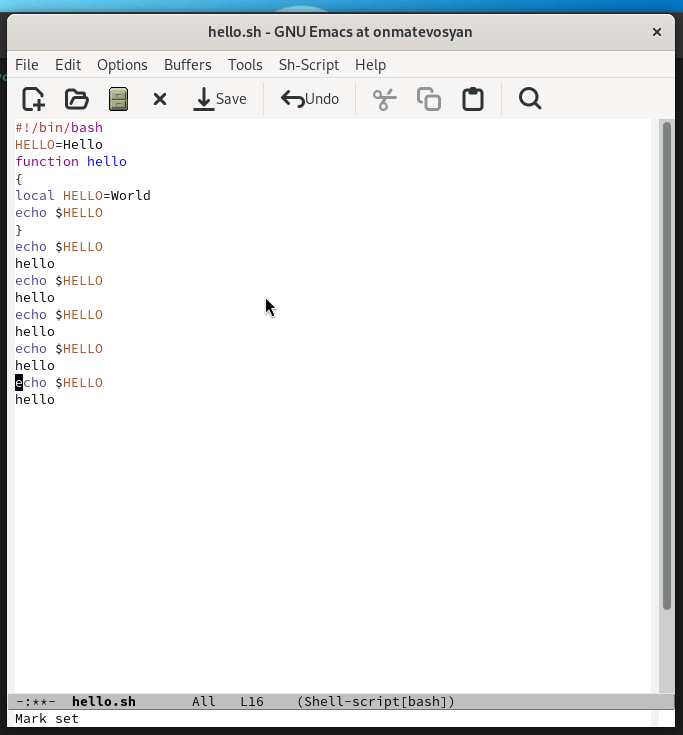 hello.sh - GNU Emacs at onmatevosyan
File Edit Options Buffers Tools Sh-Script Help
Save Undo
#!/bin/bash
HELLO=Hello
function hello
{
local HELLO=World
echo $HELLO
}
echo $HELLO
hello
echo $HELLO
hello
echo $HELLO
hello
echo $HELLO
hello
echo $HELLO
hello
-:**-  hello.sh       All   L16    (Shell-script[bash])
Mark set